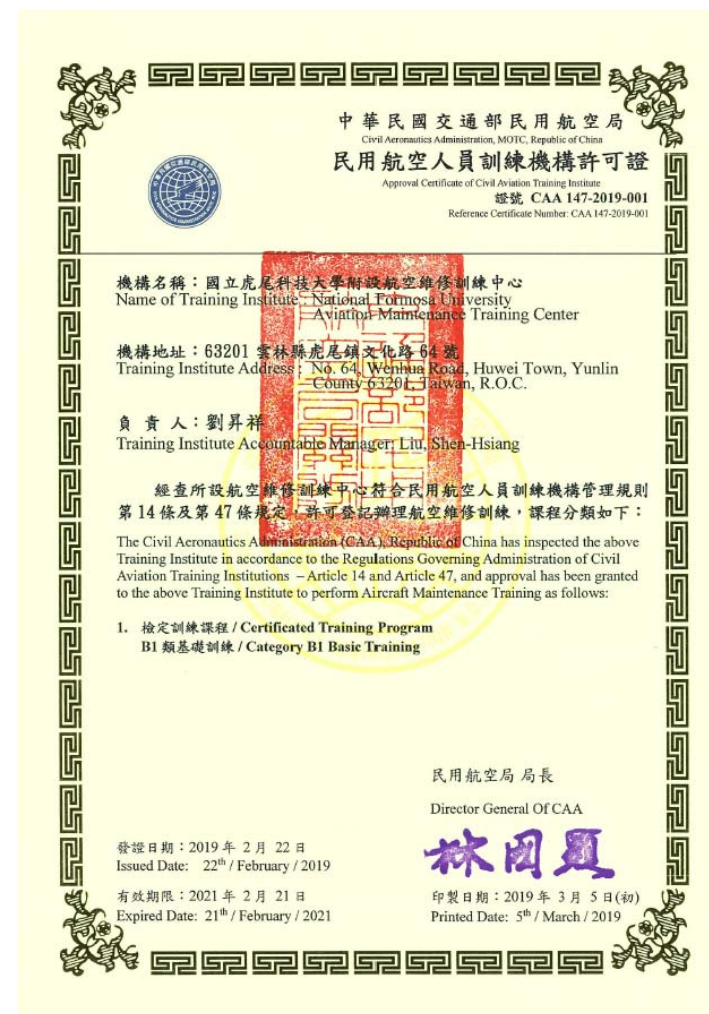 中華民國交通部民用航空局
Civil Aeronautics Administration, MOTC, Republic of China
民用航空人員訓練機構許可證
Approval Certificate of Civil Aviation Training Institute
證號 CAA 147-2019-001
Reference Certificate Number: CAA 147-2019-001
機構名稱：國立虎尾科技大學附設航空維修訓練中心
Name of Training Institute : National Formosa University
Aviation Maintenance Training Center
機構地址：63201 雲林縣虎尾鎮文化路 64 號
Training Institute Address : No. 64, Wenhua Road, Huwei Town, Yunlin
County 63201, Taiwan, R.O.C.
負 責 人：劉昇祥
Training Institute Accountable Manager: Liu, Shen-Hsiang
經查所設航空維修訓練中心符合民用航空人員訓練機構管理規則
第 14 條及第 47 條規定，許可登記辦理航空維修訓練，課程分類如下：
The Civil Aeronautics Administration (CAA), Republic of China has inspected the above
Training Institute in accordance to the Regulations Governing Administration of Civil
Aviation Training Institutions – Article 14 and Article 47, and approval has been granted
to the above Training Institute to perform Aircraft Maintenance Training as follows:
1. 檢定訓練課程 / Certificated Training Program
B1 類基礎訓練 / Category B1 Basic Training
民用航空局 局長
Director General Of CAA
林国顯
發證日期：2019 年 2 月 22 日
Issued Date: 22th / February / 2019
有效期限：2021 年 2 月 21 日
Expired Date: 21th / February / 2021
印製日期：2019 年 3 月 5 日(初)
Printed Date: 5th / March / 2019